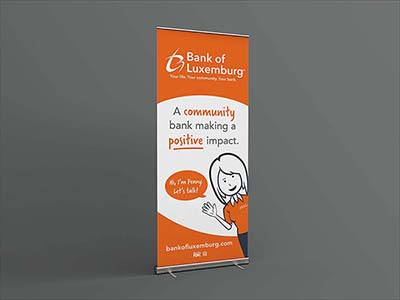 Bank of
Luxemburg
Your life. Your community. Your bank.
A community
bank making a
positive impact.
Hi, I'm Penny.
Let's talk!
bankofluxemburg.com